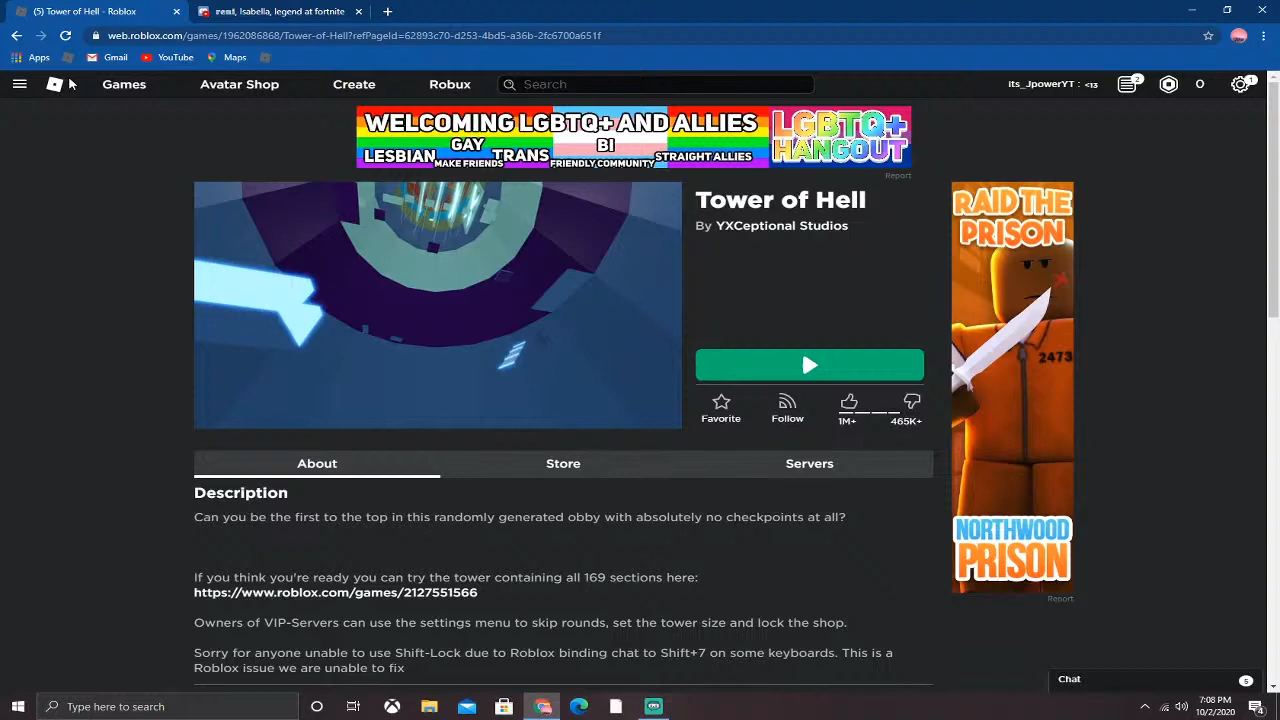 (5) Tower of Hell - Roblox
remI, Isabella, legend at fortnite
web.roblox.com/games/1962086868/Tower-of-Hell?refPageId=62893c70-d253-4bd5-a36b-2fc6700a651f
Apps
Gmail
YouTube
Maps
Games
Avatar Shop
Create
Robux
Search
its_JpowerYT : <13
2
0
1
WELCOMING LGBTQ+ AND ALLIES
GAY
BI
LESBIAN
TRANS
STRAIGHT ALLIES
MAKE FRIENDS
FRIENDLY COMMUNITY
LGBTQ+
HANGOUT
Report
Tower of Hell
By YXCeptional Studios
Favorite
Follow
1M+
465K+
RAID THE
PRISON
2473
NORTHWOOD
PRISON
Report
About
Store
Servers
Description
Can you be the first to the top in this randomly generated obby with absolutely no checkpoints at all?
If you think you're ready you can try the tower containing all 169 sections here:
https://www.roblox.com/games/2127551566
Owners of VIP-Servers can use the settings menu to skip rounds, set the tower size and lock the shop.
Sorry for anyone unable to use Shift-Lock due to Roblox binding chat to Shift+7 on some keyboards. This is a
Roblox issue we are unable to fix
Chat
5
Type here to search
7:08 PM
10/2/2020
4